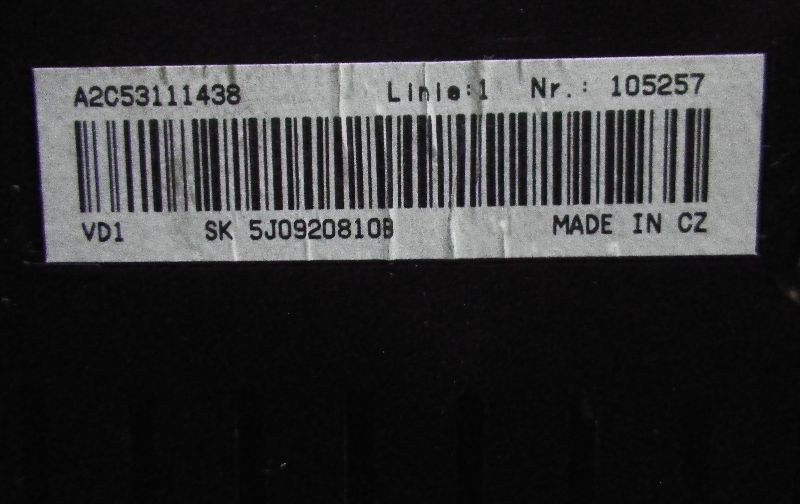 A2C53111438 Linie:1 Nr.: 105257
VD1 SK 5J0920810B MADE IN CZ